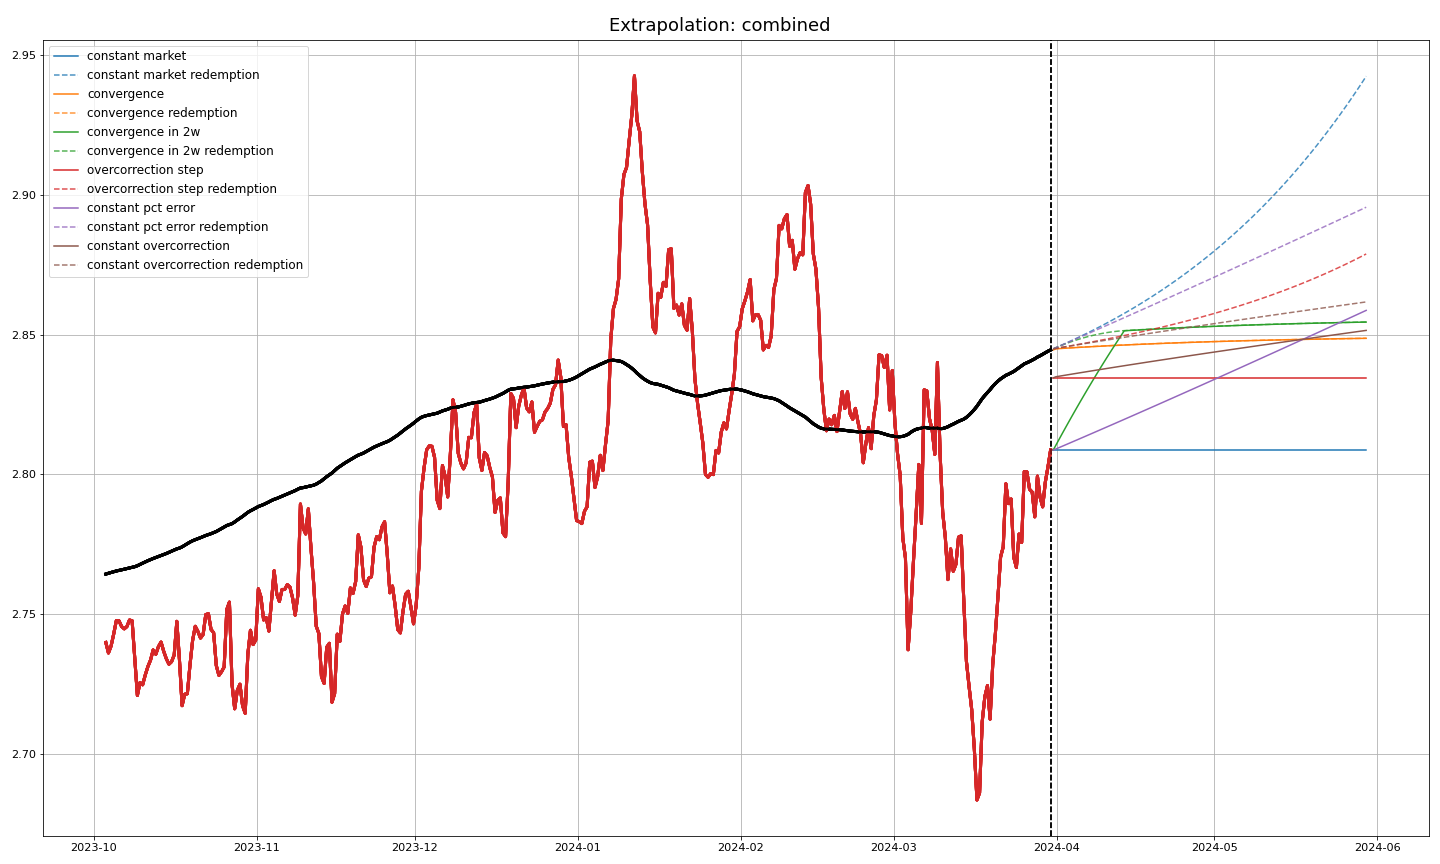 Extrapolation: combined
2.95
2.90
2.85
2.80
2.75
2.70
constant market
constant market redemption
convergence
convergence redemption
convergence in 2w
convergence in 2w redemption
overcorrection step
overcorrection step redemption
constant pct error
constant pct error redemption
constant overcorrection
constant overcorrection redemption
2023-10 2023-11 2023-12 2024-01 2024-02 2024-03 2024-04 2024-05 2024-06